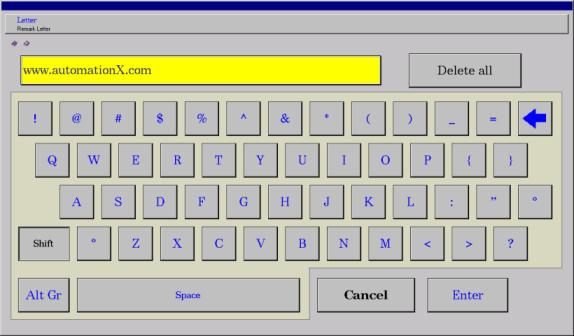 Letter
Remark Letter
www.automationX.com
Delete all
! @ # $ % ^ & * ( ) _ =
Q W E R T Y U I O P { }
A S D F G H J K L : " °
Shift ° Z X C V B N M < > ?
Alt Gr Space Cancel Enter